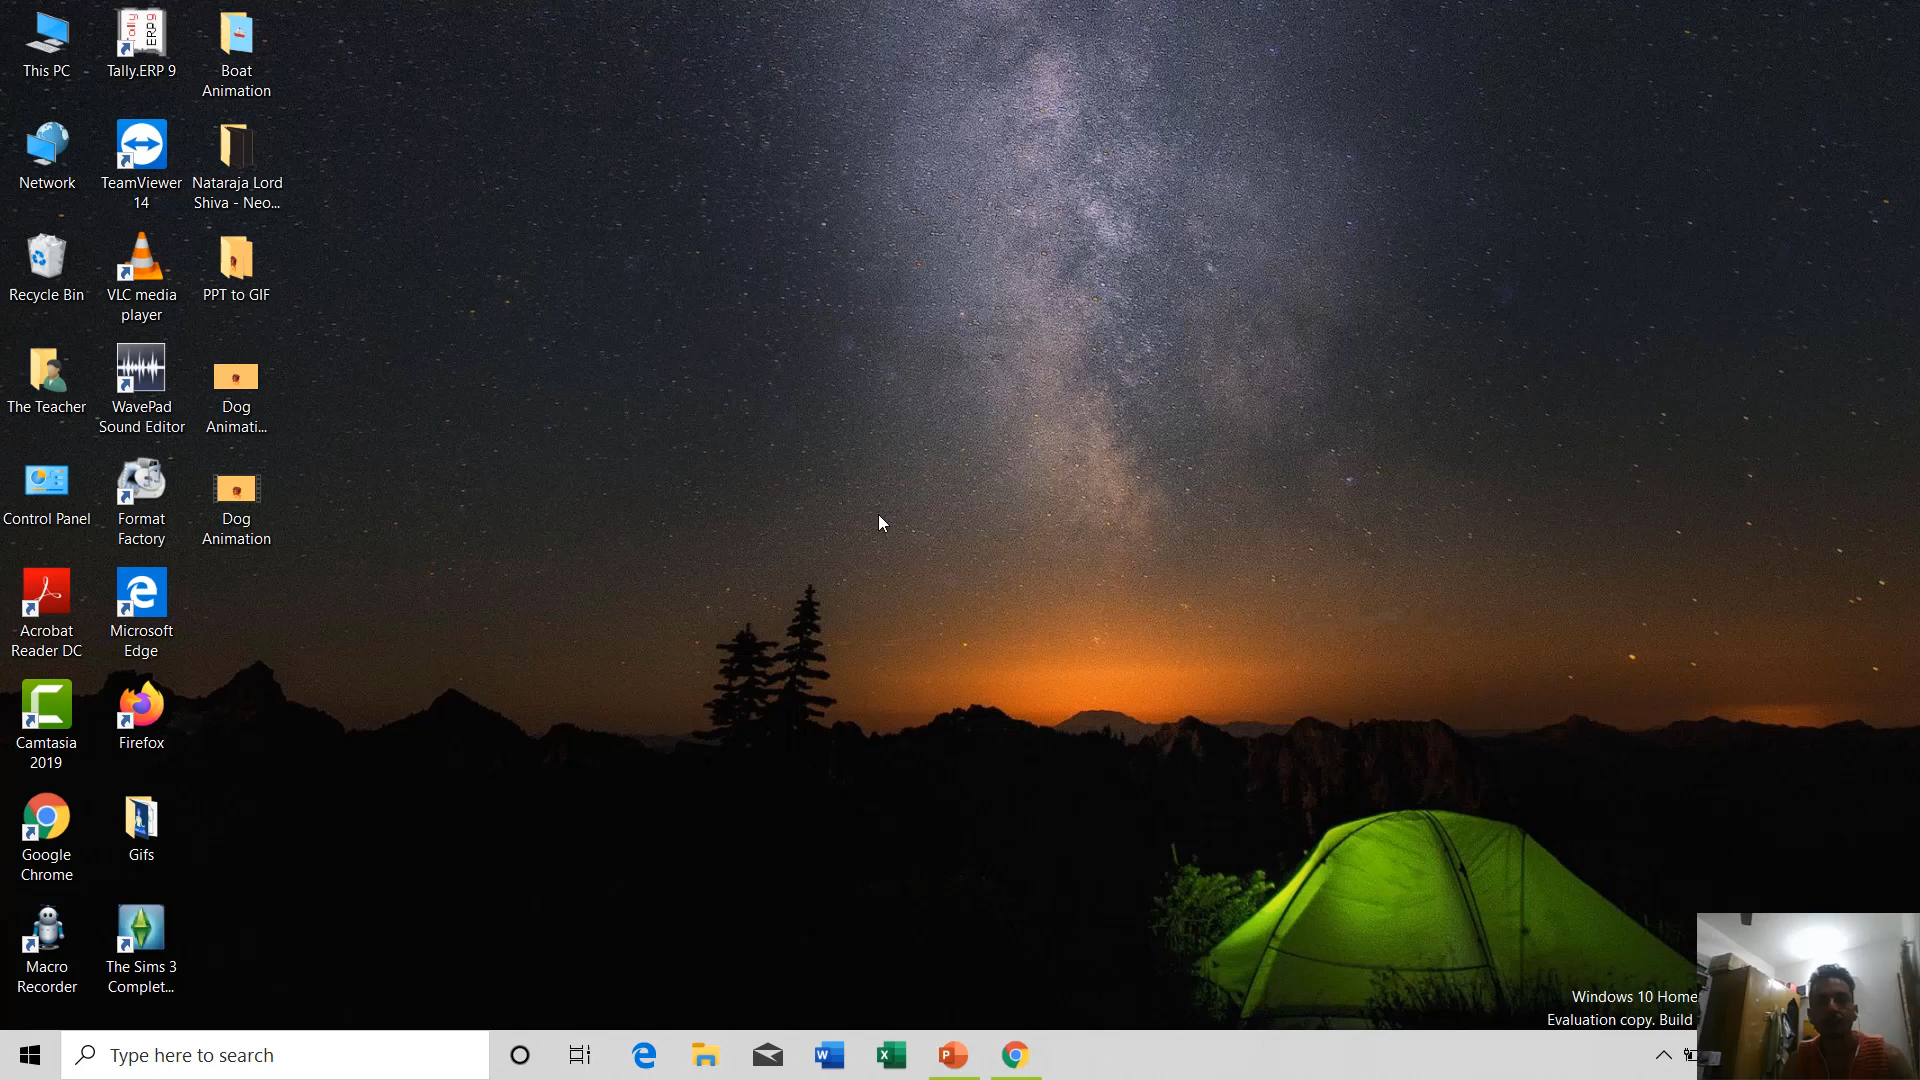 This PC
Network
Recycle Bin
The Teacher
Control Panel
Acrobat
Reader DC
Camtasia
2019
Google
Chrome
Macro
Recorder
Tally
ERP9
Tally.ERP 9
TeamViewer
14
VLC media
player
WavePad
Sound Editor
Format
Factory
Microsoft
Edge
Firefox
Gifs
The Sims 3
Complet...
Boat
Animation
Nataraja Lord
Shiva - Neo...
PPT to GIF
Dog
Animati...
Dog
Animation
Windows 10 Home
Evaluation copy. Build
Type here to search
W
X
P